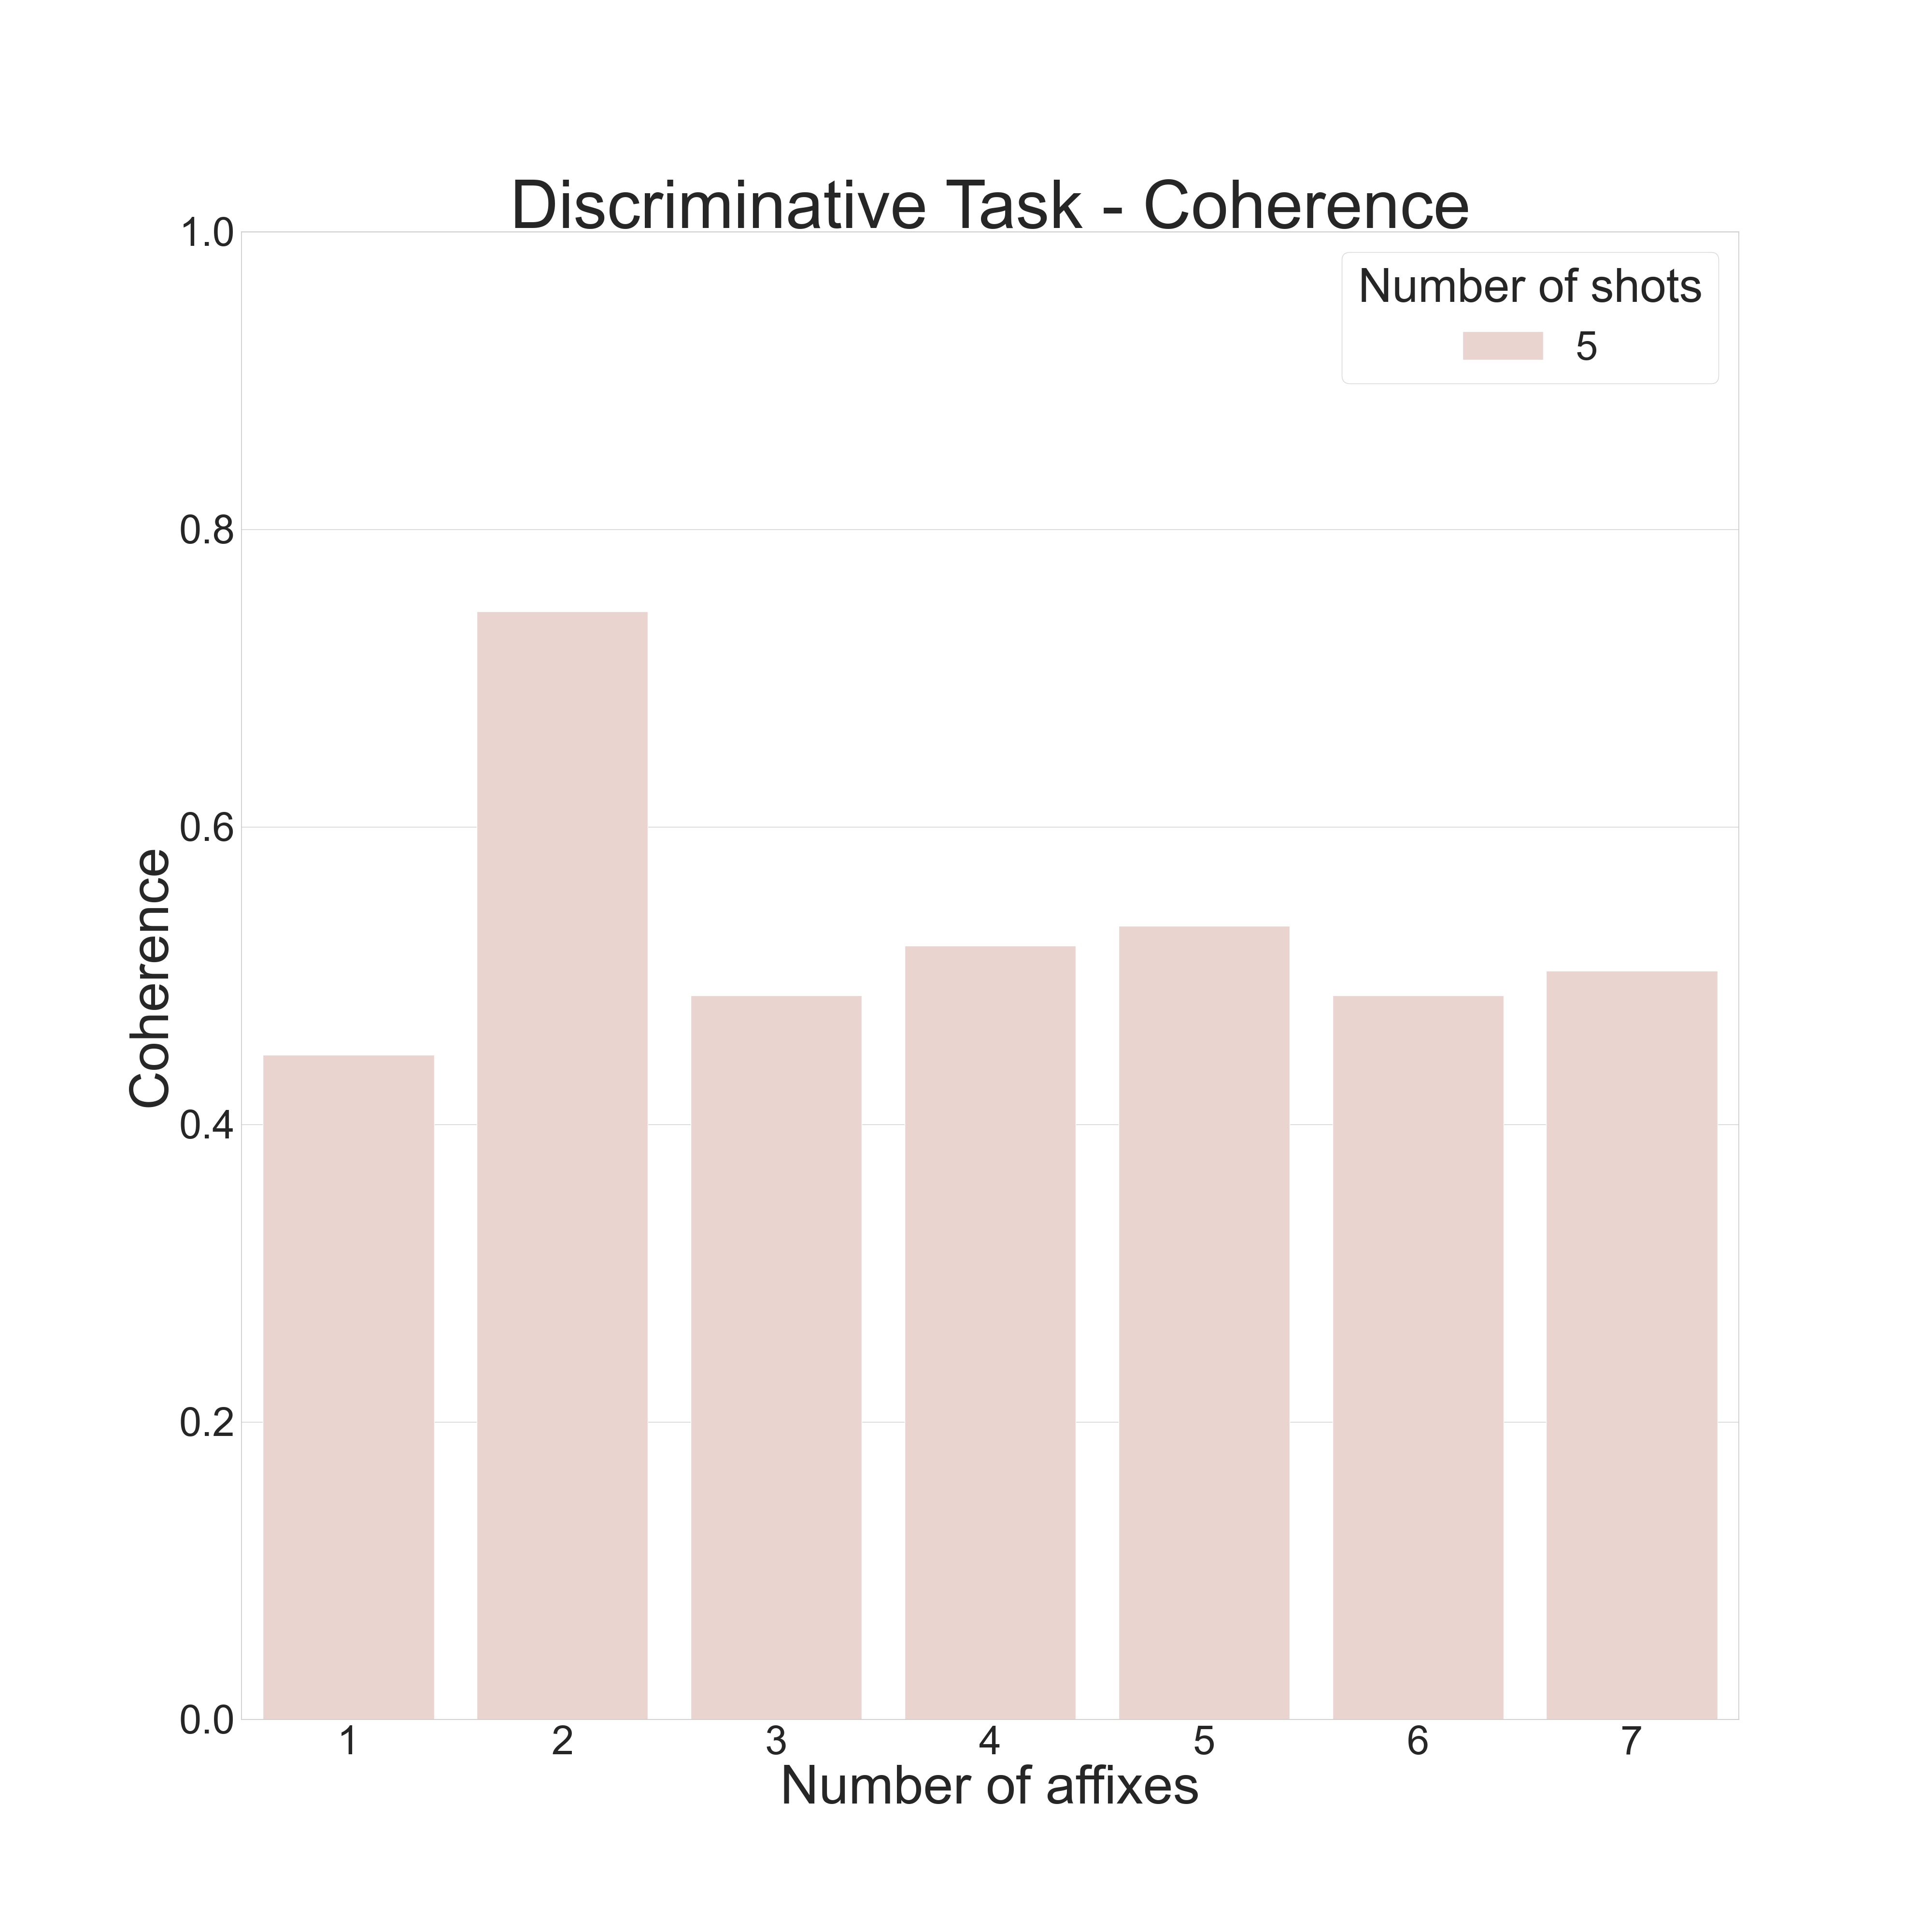 Discriminative Task - Coherence
1.0
0.8
0.6
0.4
0.2
0.0
Coherence
Number of shots
5
1 2 3 4 5 6 7
Number of affixes